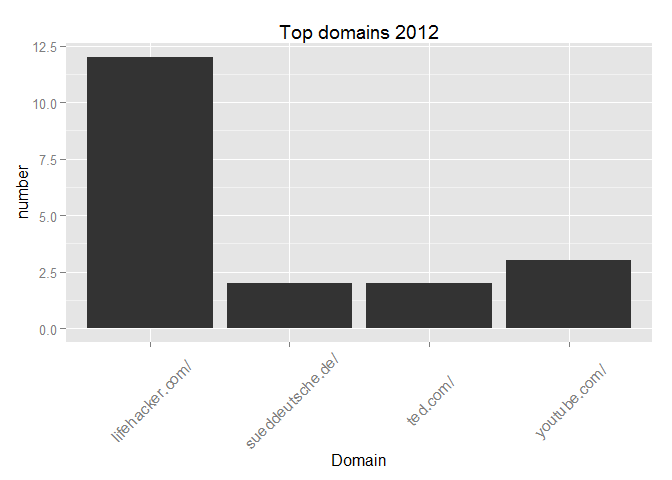 Top domains 2012
12.5
10.0
7.5
5.0
2.5
0.0
number
lifehacker.com/
sueddeutsche.de/
ted.com/
youtube.com/
Domain